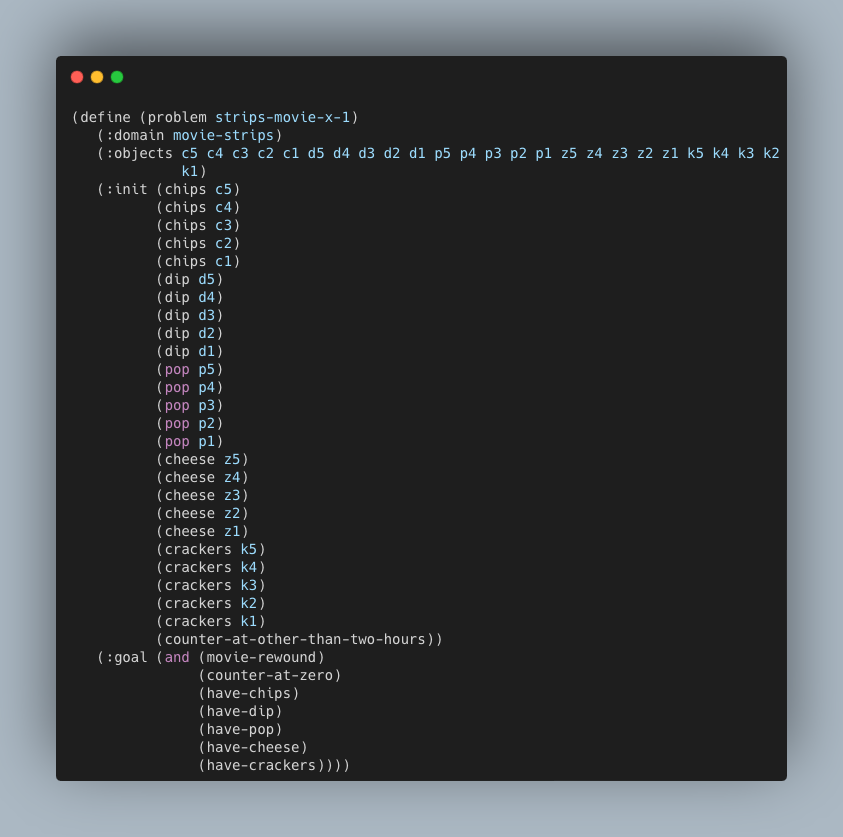 (define (problem strips-movie-x-1)
   (:domain movie-strips)
   (:objects c5 c4 c3 c2 c1 d5 d4 d3 d2 d1 p5 p4 p3 p2 p1 z5 z4 z3 z2 z1 k5 k4 k3 k2
             k1)
   (:init (chips c5)
          (chips c4)
          (chips c3)
          (chips c2)
          (chips c1)
          (dip d5)
          (dip d4)
          (dip d3)
          (dip d2)
          (dip d1)
          (pop p5)
          (pop p4)
          (pop p3)
          (pop p2)
          (pop p1)
          (cheese z5)
          (cheese z4)
          (cheese z3)
          (cheese z2)
          (cheese z1)
          (crackers k5)
          (crackers k4)
          (crackers k3)
          (crackers k2)
          (crackers k1)
          (counter-at-other-than-two-hours))
   (:goal (and (movie-rewound)
               (counter-at-zero)
               (have-chips)
               (have-dip)
               (have-pop)
               (have-cheese)
               (have-crackers))))